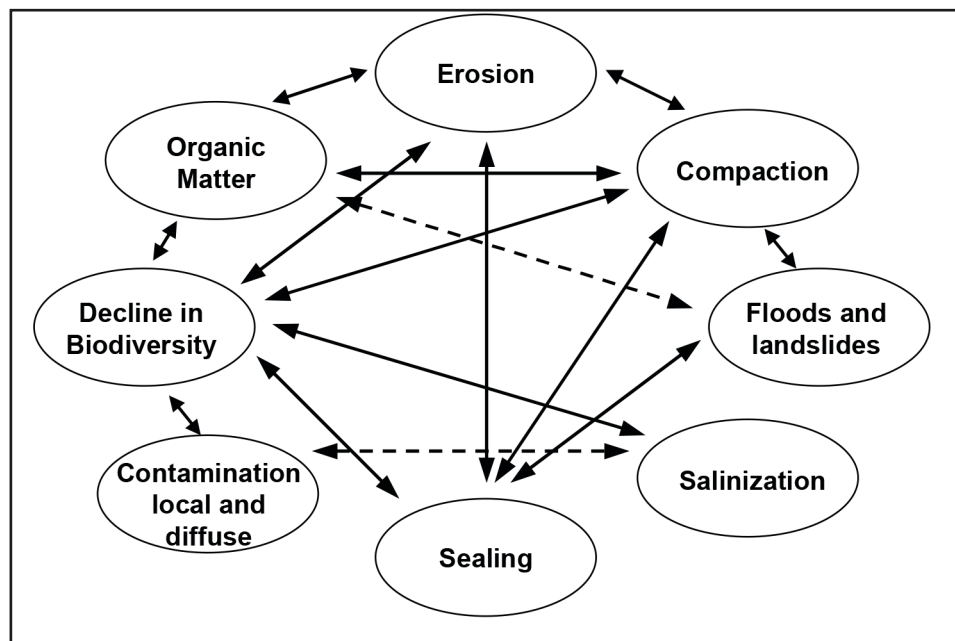 Erosion
Organic
Matter
Compaction
Decline in
Biodiversity
Floods and
landslides
Contamination
local and
diffuse
Salinization
Sealing